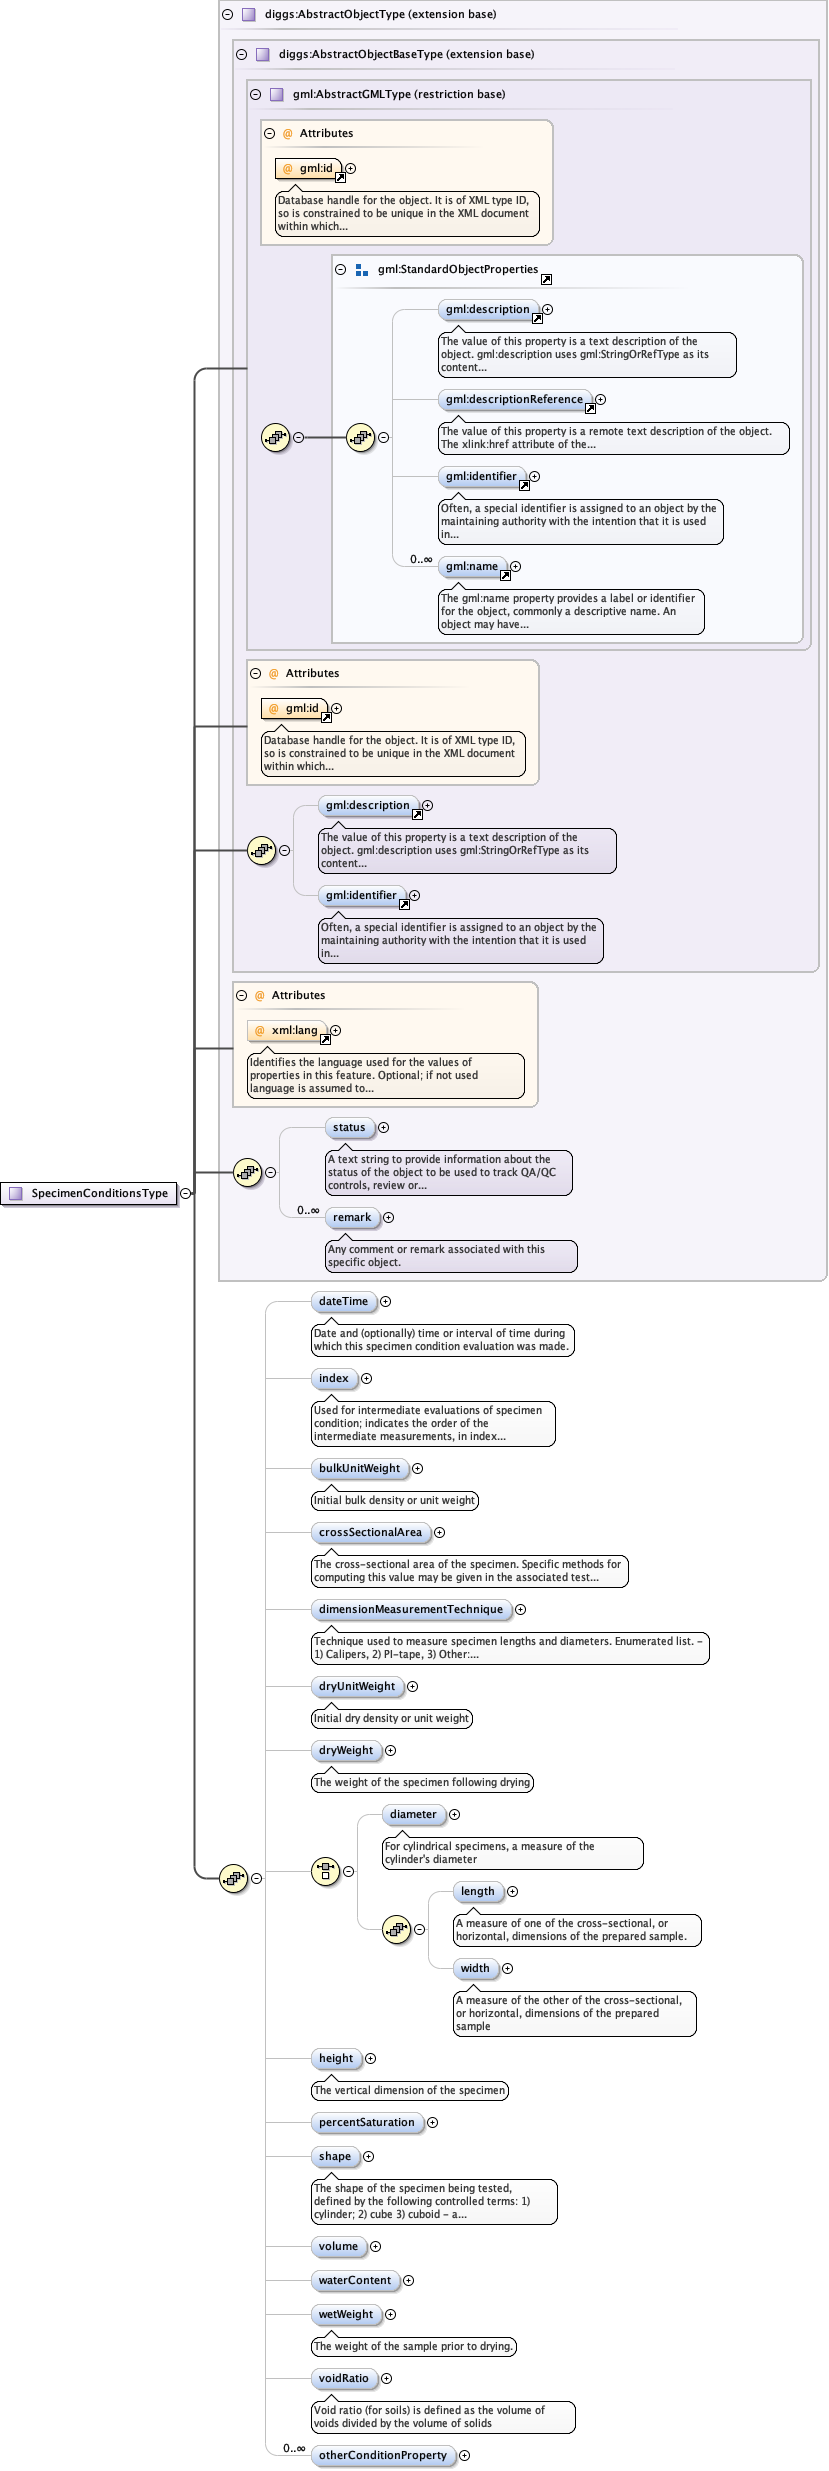 diggs:AbstractObjectType (extension base)
diggs:AbstractObjectBaseType (extension base)
gml:AbstractGMLType (restriction base)
@ Attributes
@ gml:id
Database handle for the object. It is of XML type ID,
so is constrained to be unique in the XML document
within which...
gml:StandardObjectProperties
gml:description
The value of this property is a text description of the
object. gml:description uses gml:StringOrRefType as its
content...
gml:descriptionReference
The value of this property is a remote text description of the object.
The xlink:href attribute of the...
gml:identifier
Often, a special identifier is assigned to an object by the
maintaining authority with the intention that it is used
in...
0..∞
gml:name
The gml:name property provides a label or identifier
for the object, commonly a descriptive name. An
object may have...
@ Attributes
@ gml:id
Database handle for the object. It is of XML type ID,
so is constrained to be unique in the XML document
within which...
gml:description
The value of this property is a text description of the
object. gml:description uses gml:StringOrRefType as its
content...
gml:identifier
Often, a special identifier is assigned to an object by the
maintaining authority with the intention that it is used
in...
@ Attributes
@ xml:lang
Identifies the language used for the values of
properties in this feature. Optional; if not used
language is assumed to...
status
A text string to provide information about the
status of the object to be used to track QA/QC
controls, review or...
SpecimenConditionsType
0..∞
remark
Any comment or remark associated with this
specific object.
dateTime
Date and (optionally) time or interval of time during
which this specimen condition evaluation was made.
index
Used for intermediate evaluations of specimen
condition; indicates the order of the
intermediate measurements, in index...
bulkUnitWeight
Initial bulk density or unit weight
crossSectionalArea
The cross-sectional area of the specimen. Specific methods for
computing this value may be given in the associated test...
dimensionMeasurementTechnique
Technique used to measure specimen lengths and diameters. Enumerated list. -
1) Calipers, 2) PI-tape, 3) Other:...
dryUnitWeight
Initial dry density or unit weight
dryWeight
The weight of the specimen following drying
diameter
For cylindrical specimens, a measure of the
cylinder's diameter
length
A measure of one of the cross-sectional, or
horizontal, dimensions of the prepared sample.
width
A measure of the other of the cross-sectional,
or horizontal, dimensions of the prepared
sample
height
The vertical dimension of the specimen
percentSaturation
shape
The shape of the specimen being tested,
defined by the following controlled terms: 1)
cylinder; 2) cube 3) cuboid - a...
volume
waterContent
wetWeight
The weight of the sample prior to drying.
voidRatio
Void ratio (for soils) is defined as the volume of
voids divided by the volume of solids
0..∞
otherConditionProperty